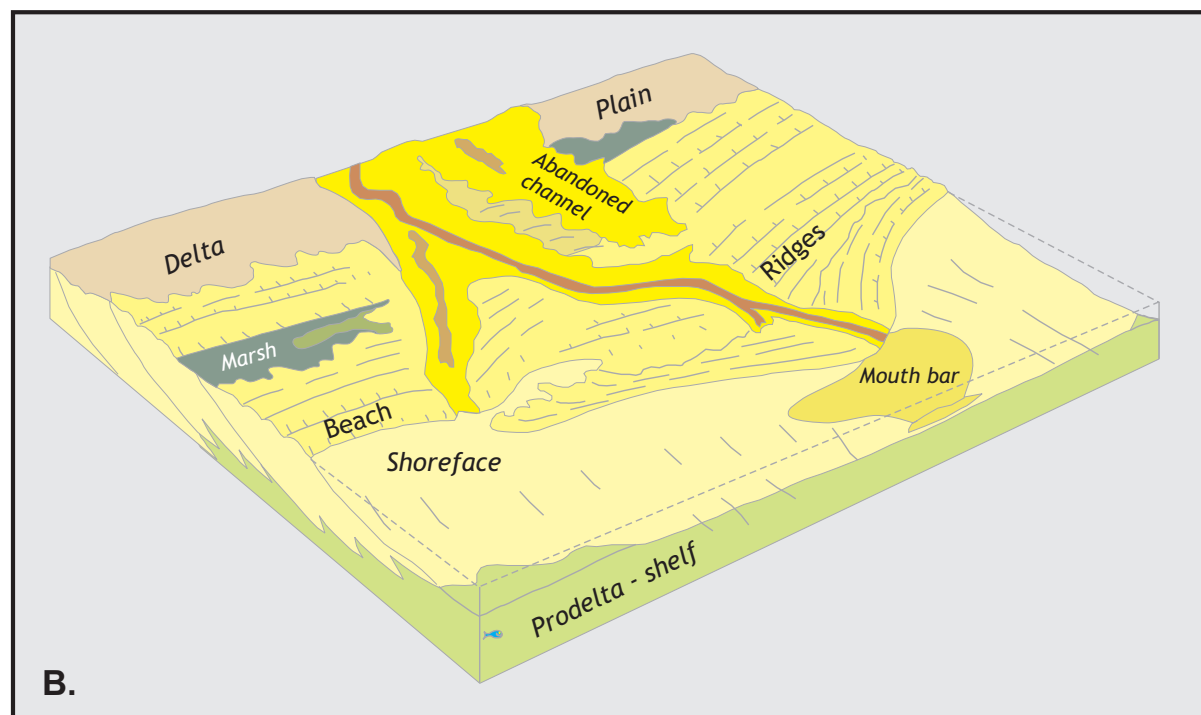 Plain
Abandoned
channel
Delta
Ridges
Marsh
Mouth bar
Beach
Shoreface
Prodelta - shelf
B.